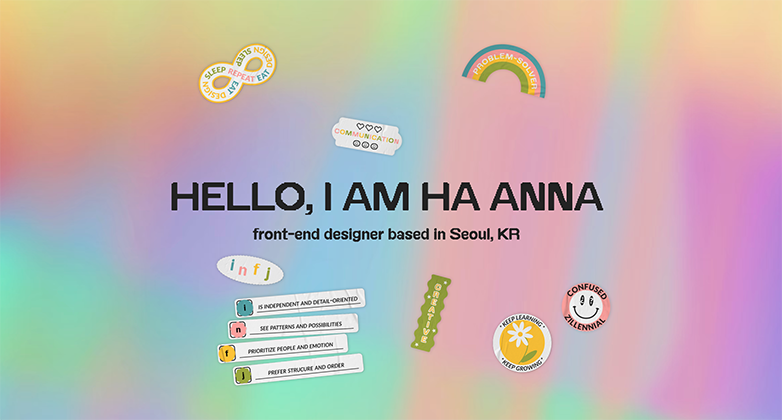 DESIGN SLEEP REPEAT EAT DESIGN SLEEP EAT
PROBLEM-SOLVER
COMMUNICATION
HELLO, I AM HA ANNA
front-end designer based in Seoul, KR
infj
i IS INDEPENDENT AND DETAIL-ORIENTED
n SEE PATTERNS AND POSSIBILITIES
f PRIORITIZE PEOPLE AND EMOTION
j PREFER STRUCURE AND ORDER
CREATIVE
KEEP LEARNING
KEEP GROWING
CONFUSED
ZILLENNIAL